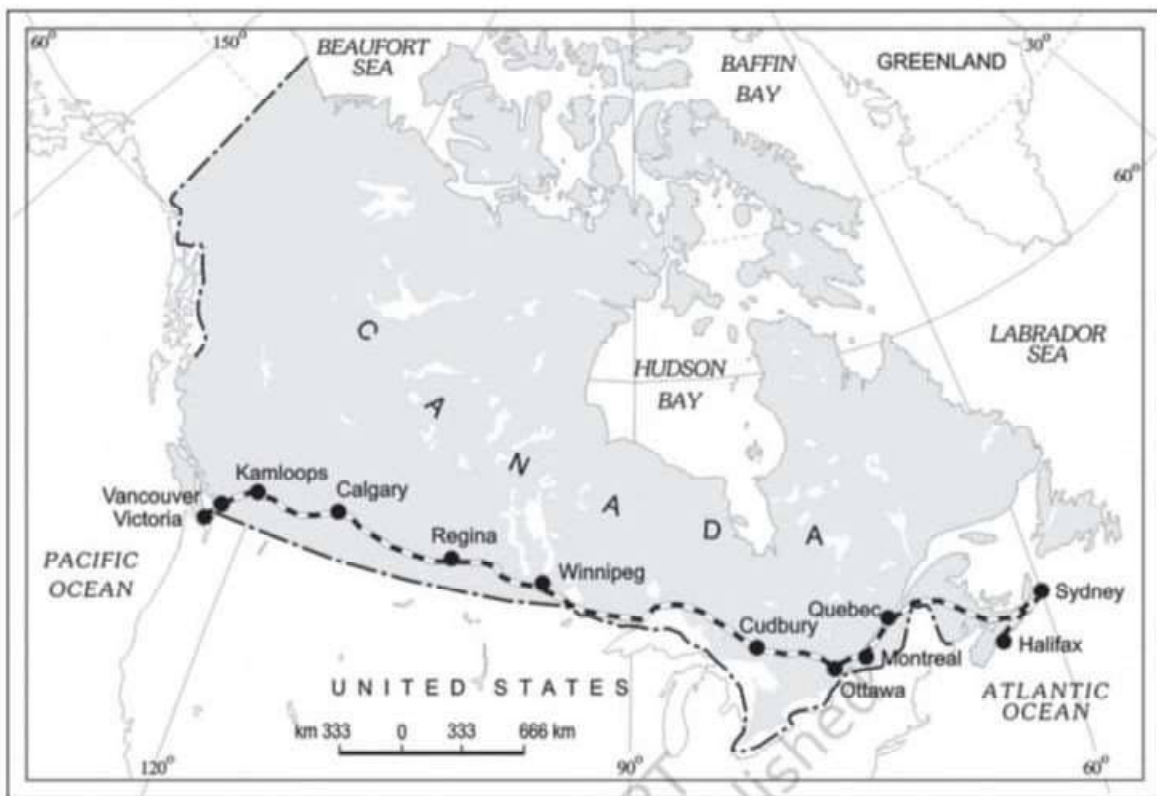 60°
150°
BEAUFORT
SEA
BAFFIN
BAY
GREENLAND
30°
60°
LABRADOR
SEA
HUDSON
BAY
C A N A D A
Kamloops
Calgary
Vancouver
Victoria
Regina
Winnipeg
PACIFIC
OCEAN
Sydney
Quebec
Cudbury
Halifax
Montreal
Ottawa
ATLANTIC
OCEAN
UNITED STATES
km 333 0 333 666 km
120°
90°
60°